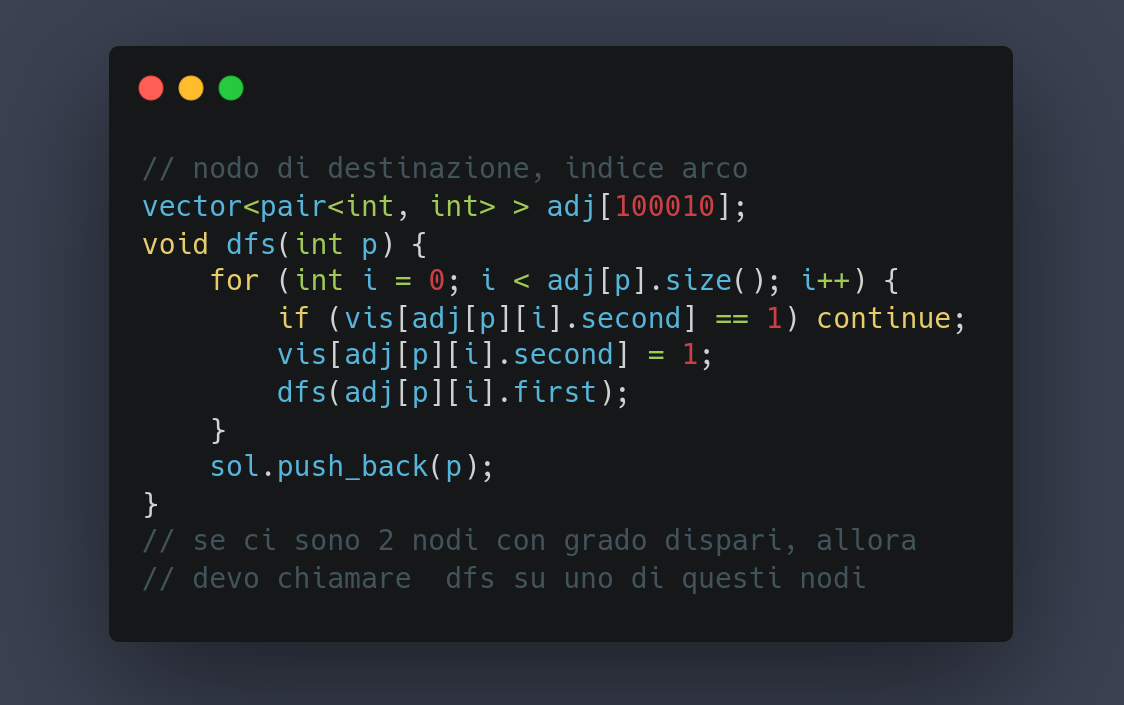 // nodo di destinazione, indice arco
vector<pair<int, int> > adj[100010];
void dfs(int p) {
    for (int i = 0; i < adj[p].size(); i++) {
        if (vis[adj[p][i].second] == 1) continue;
        vis[adj[p][i].second] = 1;
        dfs(adj[p][i].first);
    }
    sol.push_back(p);
}
// se ci sono 2 nodi con grado dispari, allora
// devo chiamare  dfs su uno di questi nodi